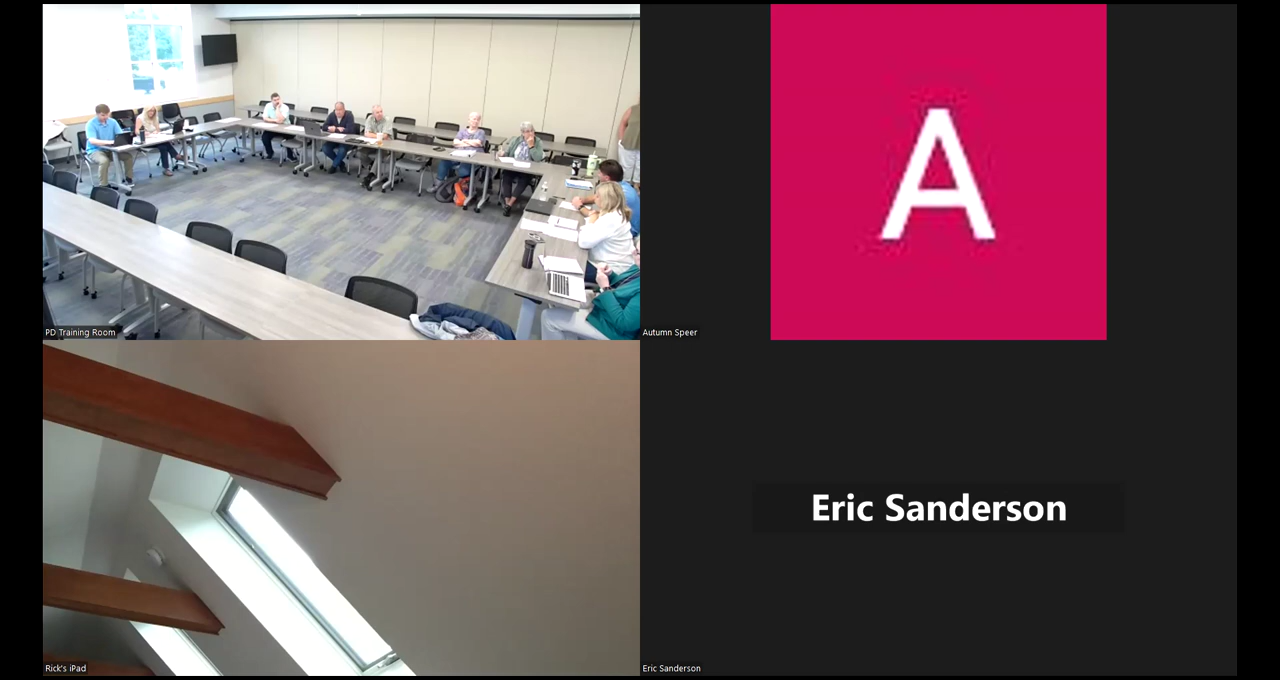 PD Training Room
A
Autumn Speer
Rick's iPad
Eric Sanderson
Eric Sanderson